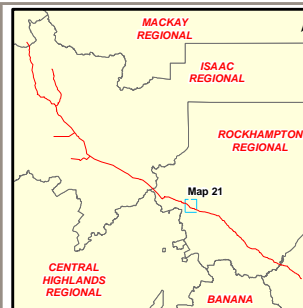 MACKAY
REGIONAL
ISAAC
REGIONAL
ROCKHAMPTON
REGIONAL
Map 21
CENTRAL
HIGHLANDS
REGIONAL
BANANA